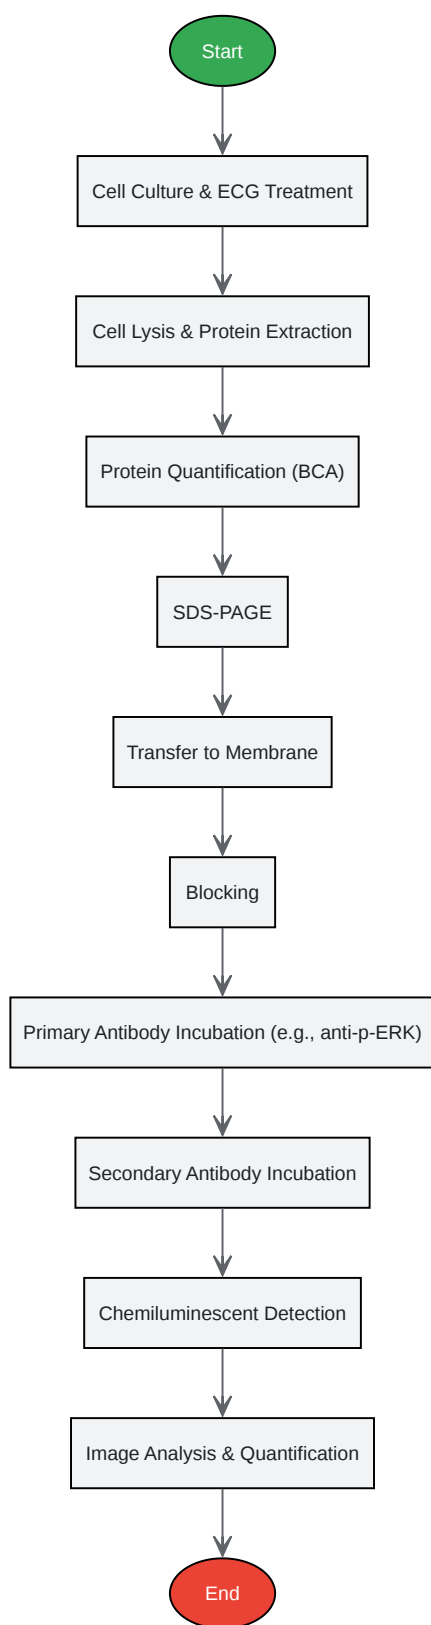 Start
Cell Culture & ECG Treatment
Cell Lysis & Protein Extraction
Protein Quantification (BCA)
SDS-PAGE
Transfer to Membrane
Blocking
Primary Antibody Incubation (e.g., anti-p-ERK)
Secondary Antibody Incubation
Chemiluminescent Detection
Image Analysis & Quantification
End